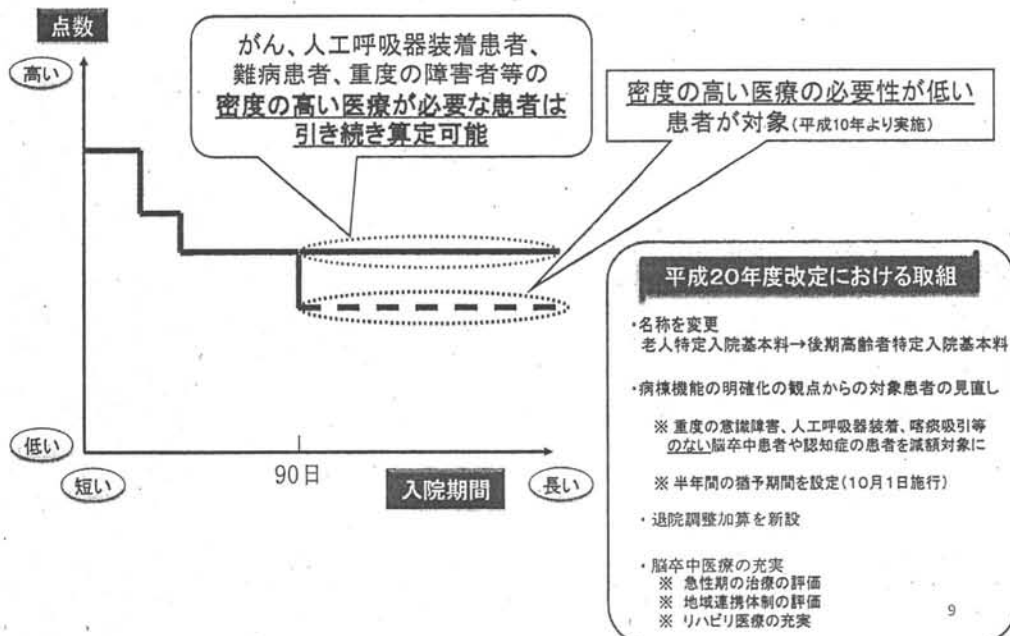 点数
高い
がん、人工呼吸器装着患者、
難病患者、重度の障害者等の
密度の高い医療が必要な患者は
引き続き算定可能
密度の高い医療の必要性が低い
患者が対象(平成10年より実施)
低い
短い
90日
入院期間
長い
平成20年度改定における取組
・名称を変更
老人特定入院基本料→後期高齢者特定入院基本料
・病棟機能の明確化の観点からの対象患者の見直し
※ 重度の意識障害、人工呼吸器装着、喀痰吸引等
のない脳卒中患者や認知症の患者を減額対象に
※ 半年間の猶予期間を設定(10月1日施行)
・退院調整加算を新設
・脳卒中医療の充実
※ 急性期の治療の評価
※ 地域連携体制の評価
※ リハビリ医療の充実
9